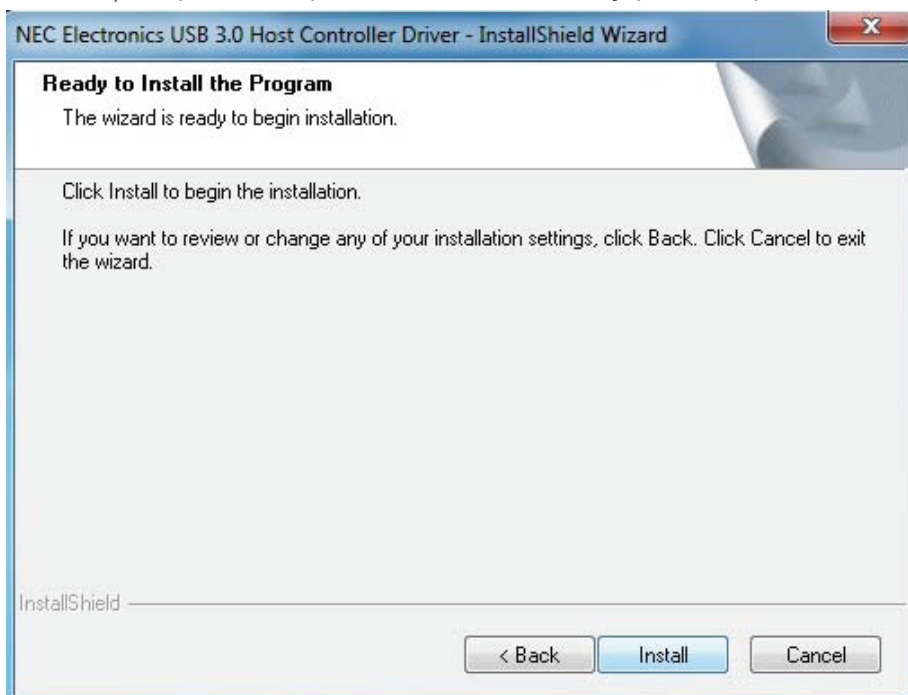 NEC Electronics USB 3.0 Host Controller Driver - InstallShield Wizard
x
Ready to Install the Program
The wizard is ready to begin installation.
Click Install to begin the installation.
If you want to review or change any of your installation settings, click Back. Click Cancel to exit
the wizard.
InstallShield
< Back Install Cancel